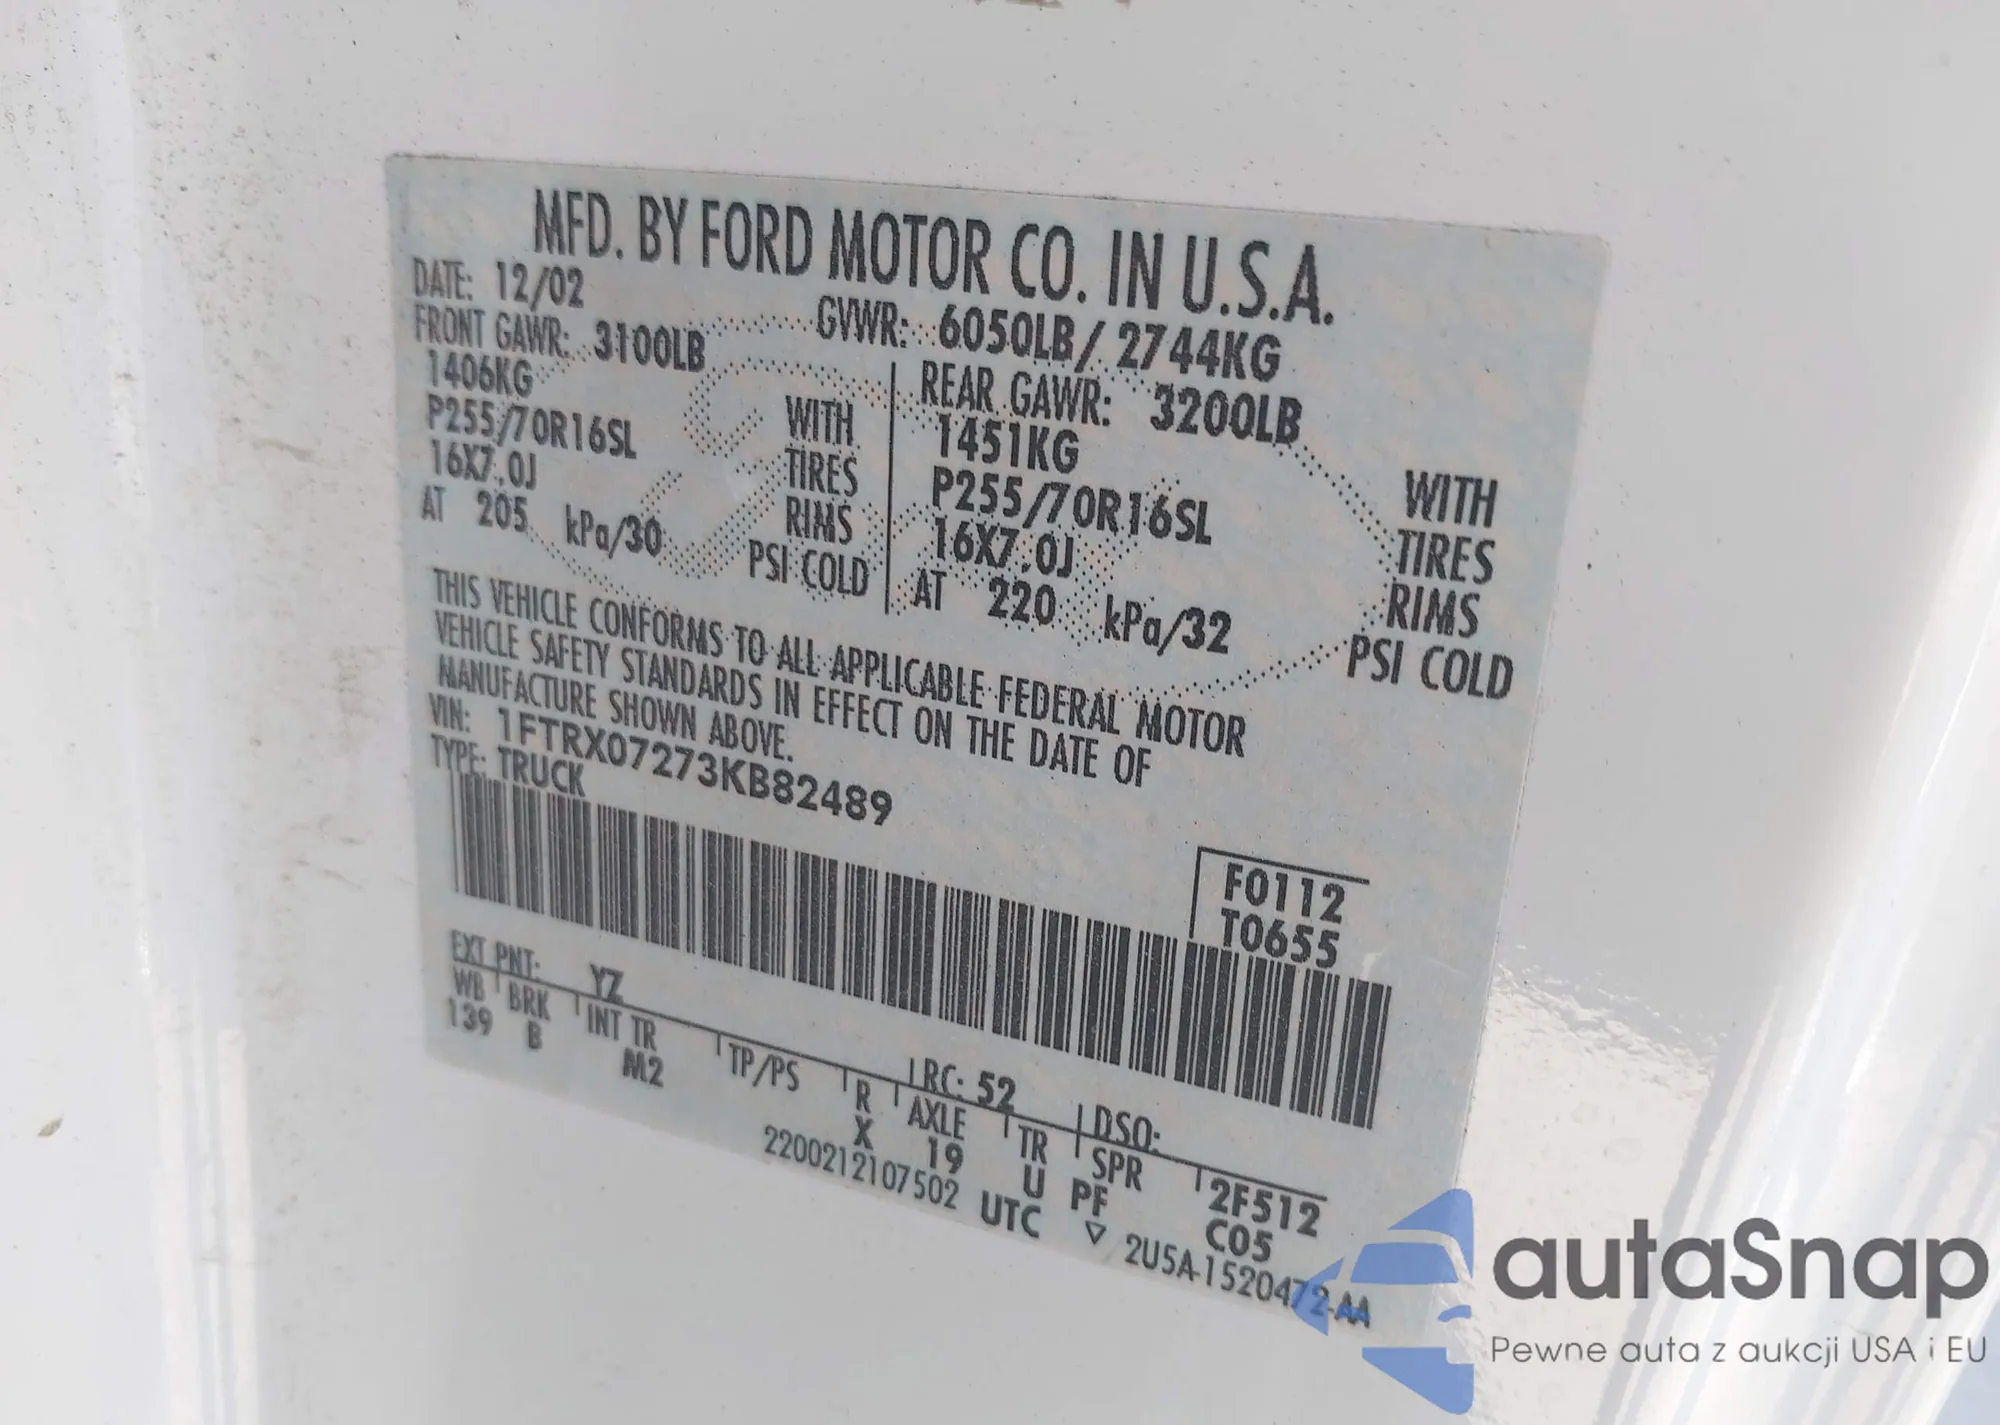 MFD. BY FORD MOTOR CO. IN U.S.A.
DATE: 12/02
GVWR: 6050LB/ 2744KG
FRONT GAWR: 3100LB
1406KG
P255/70R16SL
16X7.0J
AT 205 kPa/30
WITH
TIRES
RIMS
PSI COLD
REAR GAWR: 3200LB
1451KG
P255/70R16SL
16X7.0J
AT 220 kPa/32
WITH
TIRES
RIMS
PSI COLD
THIS VEHICLE CONFORMS TO ALL APPLICABLE FEDERAL MOTOR
VEHICLE SAFETY STANDARDS IN EFFECT ON THE DATE OF
MANUFACTURE SHOWN ABOVE.
VIN: 1FTRX07273KB82489
TYPE: TRUCK
F0112
T0655
EXT PNT: YZ
RC: 52
DSO:
WB BRK INT TR TP/PS R AXLE TR SPR 2F512
139 B M2 X 19 U PF C05
2200212107502 UTC ▽ 2U5A-1520472-AA
autaSnap
Pewne auta z aukcji USA i EU